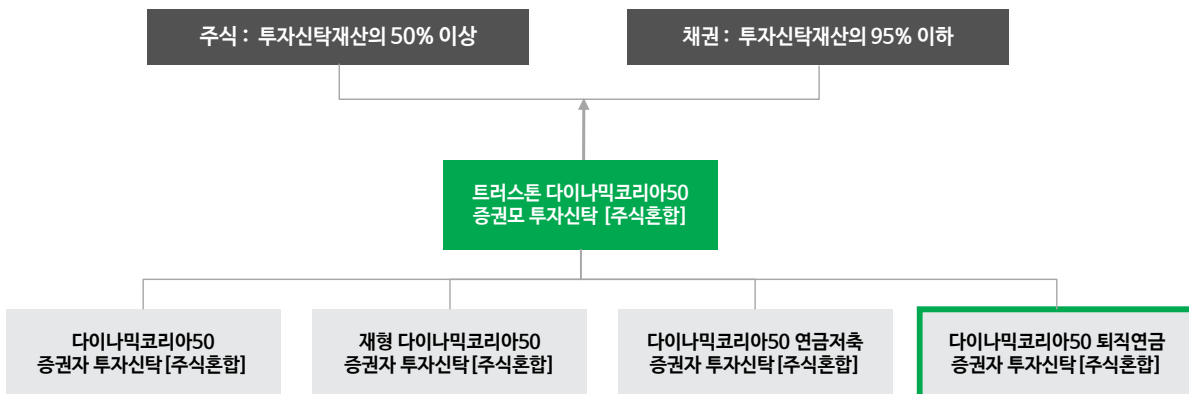 주식 : 투자신탁재산의 50% 이상
채권 : 투자신탁재산의 95% 이하
트러스톤 다이나믹코리아50
증권모 투자신탁 [주식혼합]
다이나믹코리아50
증권자 투자신탁 [주식혼합]
재형 다이나믹코리아50
증권자 투자신탁 [주식혼합]
다이나믹코리아50 연금저축
증권자 투자신탁 [주식혼합]
다이나믹코리아50 퇴직연금
증권자 투자신탁 [주식혼합]